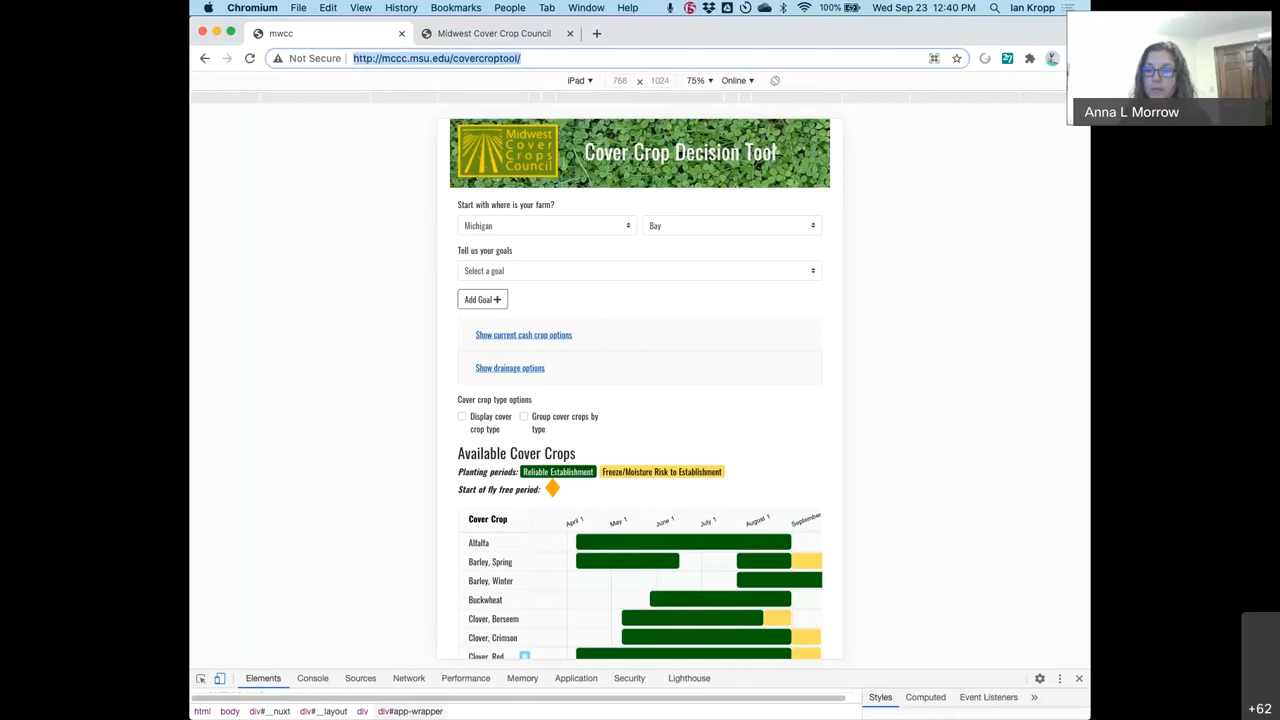 Chromium File Edit View History Bookmarks People Tab Window Help 100% Wed Sep 23 12:40 PM Ian Kropp
mwcc Midwest Cover Crop Council
Not Secure http://mccc.msu.edu/covercroptool/ 27
iPad 768 x 1024 75% Online
Anna L Morrow
Midwest
Cover
Crops
Council
Cover Crop Decision Tool
Start with where is your farm?
Michigan Bay
Tell us your goals
Select a goal
Add Goal
Show current cash crop options
Show drainage options
Cover crop type options
Display cover crop type
Group cover crops by type
Available Cover Crops
Planting periods: Reliable Establishment Freeze/Moisture Risk to Establishment
Start of fly free period:
Cover Crop April 1 May 1 June 1 July 1 August 1 September
Alfalfa
Barley, Spring
Barley, Winter
Buckwheat
Clover, Berseem
Clover, Crimson
Clover, Red
Elements Console Sources Network Performance Memory Application Security Lighthouse
Styles Computed Event Listeners »
html body div#__nuxt div#__layout div div#app-wrapper
+62